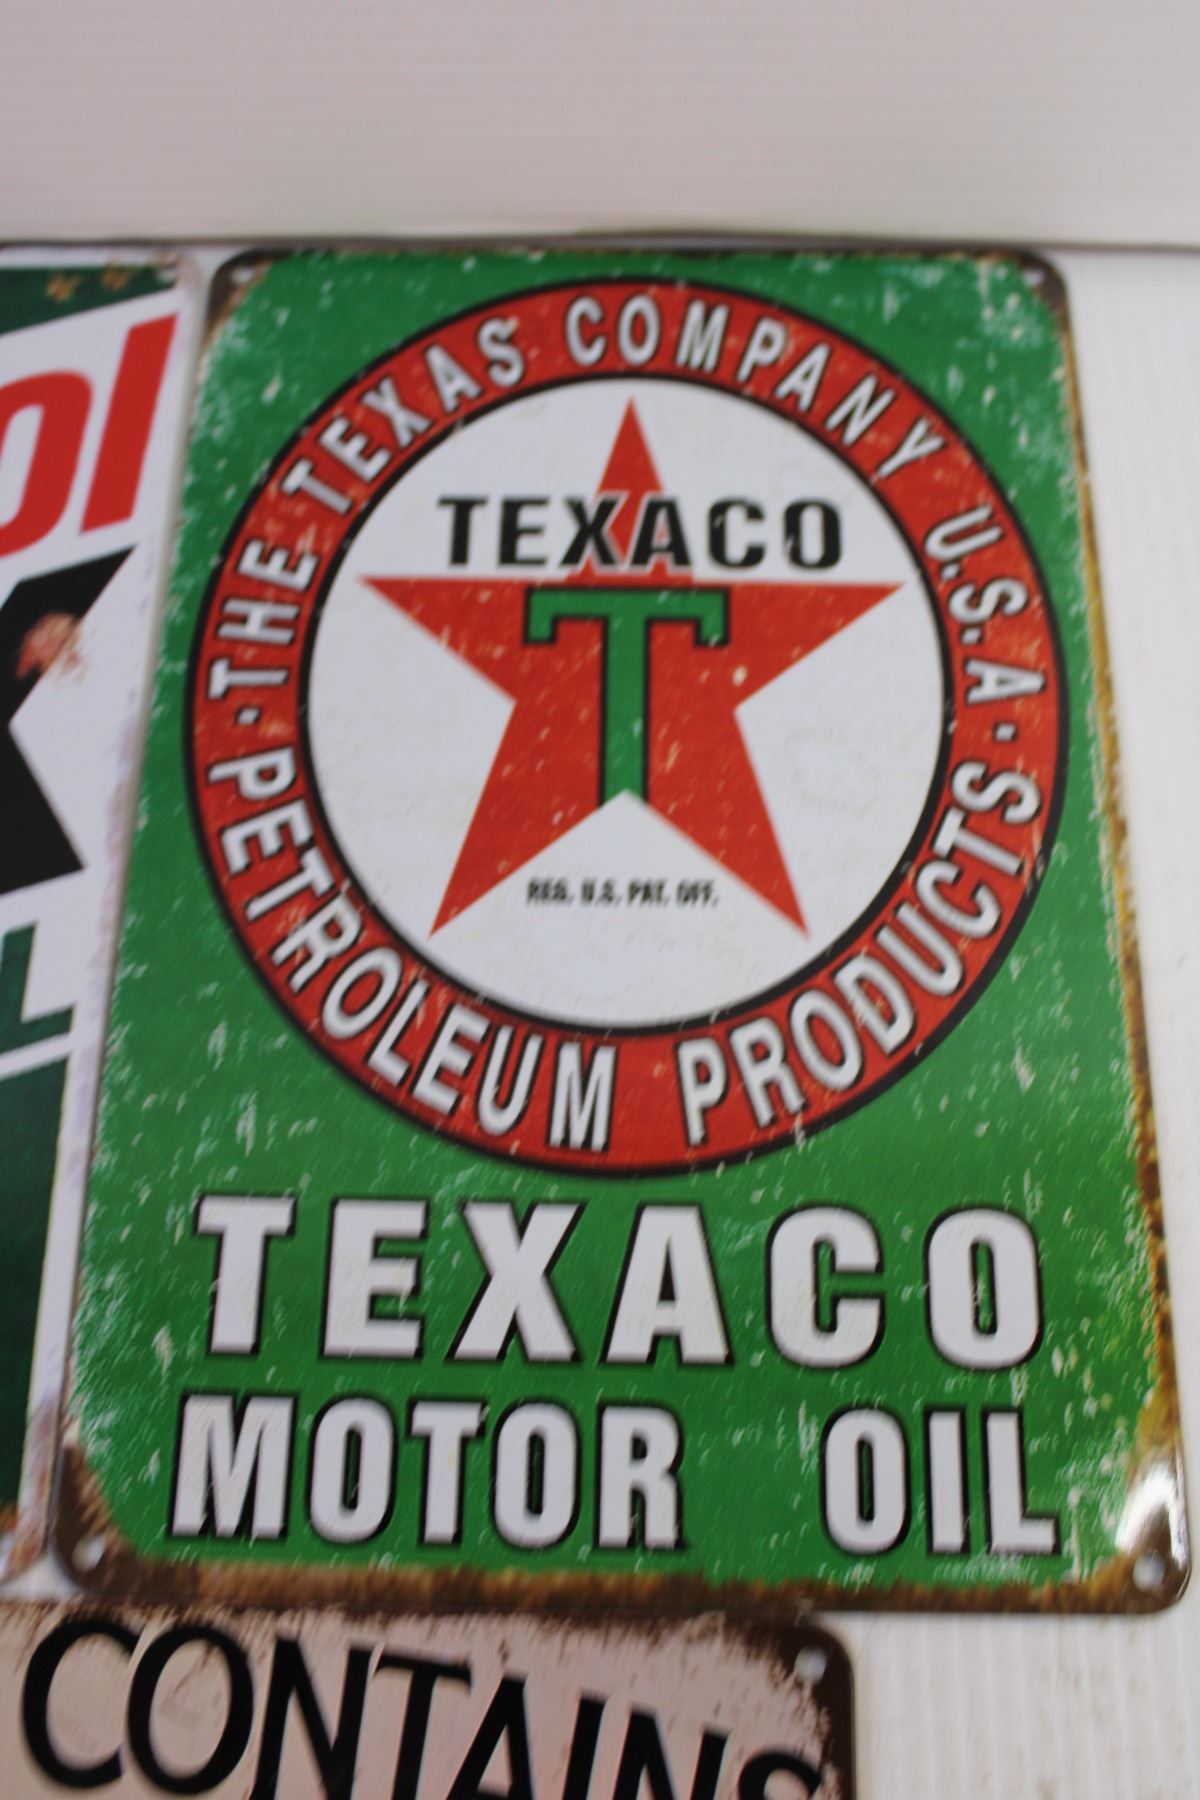 THE TEXAS COMPANY U.S.A.
PETROLEUM PRODUCTS
TEXACO
T
REG. U.S. PAT. OFF.
TEXACO
MOTOR OIL
CONTAINS